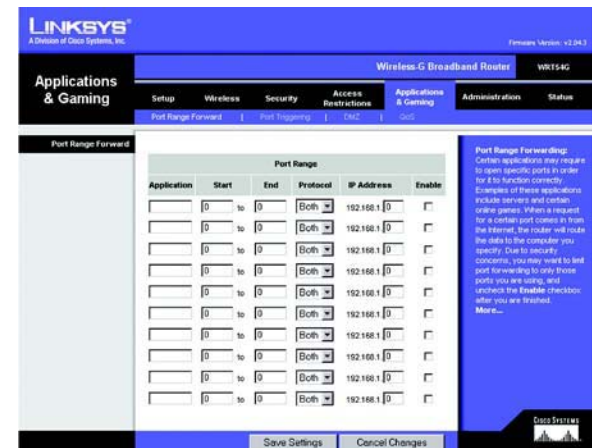 LINKSYS®
A Division of Cisco Systems, Inc.
Firmware Version: v2.04.3
Wireless-G Broadband Router WRT54G
Applications & Gaming
Setup Wireless Security Access Restrictions Applications & Gaming Administration Status
Port Range Forward | Port Triggering | DMZ | QoS
Port Range Forward
Port Range
Application Start End Protocol IP Address Enable
0 to 0 Both 192.168.1.0
0 to 0 Both 192.168.1.0
0 to 0 Both 192.168.1.0
0 to 0 Both 192.168.1.0
0 to 0 Both 192.168.1.0
0 to 0 Both 192.168.1.0
0 to 0 Both 192.168.1.0
0 to 0 Both 192.168.1.0
0 to 0 Both 192.168.1.0
0 to 0 Both 192.168.1.0
Port Range Forwarding:
Certain applications may require
to open specific ports in order
for it to function correctly.
Examples of these applications
include servers and certain
online games. When a request
for a certain port comes in from
the Internet, the router will route
the data to the computer you
specify. Due to security
concerns, you may want to limit
port forwarding to only those
ports you are using, and
uncheck the Enable checkbox
after you are finished.
More...
Save Settings Cancel Changes
CISCO SYSTEMS